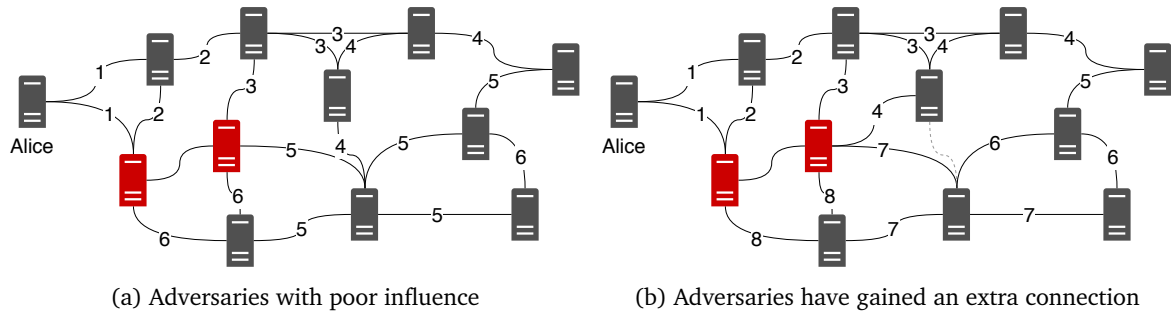 1 2 3 3 4 4
1 2 3 5
Alice
5 4 5 6
6 6 5 5
1 2 3 3 4 4
1 2 3 4 5
Alice
7 6 6
8 8 7 7
(a) Adversaries with poor influence
(b) Adversaries have gained an extra connection